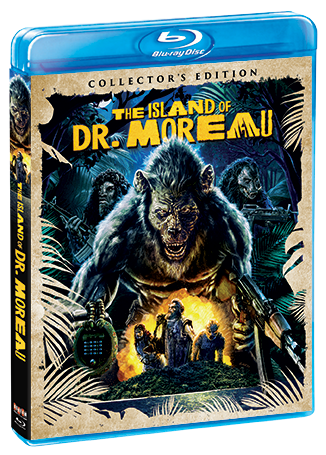 Blu-ray Disc
COLLECTOR'S EDITION
THE ISLAND OF
DR. MOREAU
THE ISLAND OF DR. MOREAU